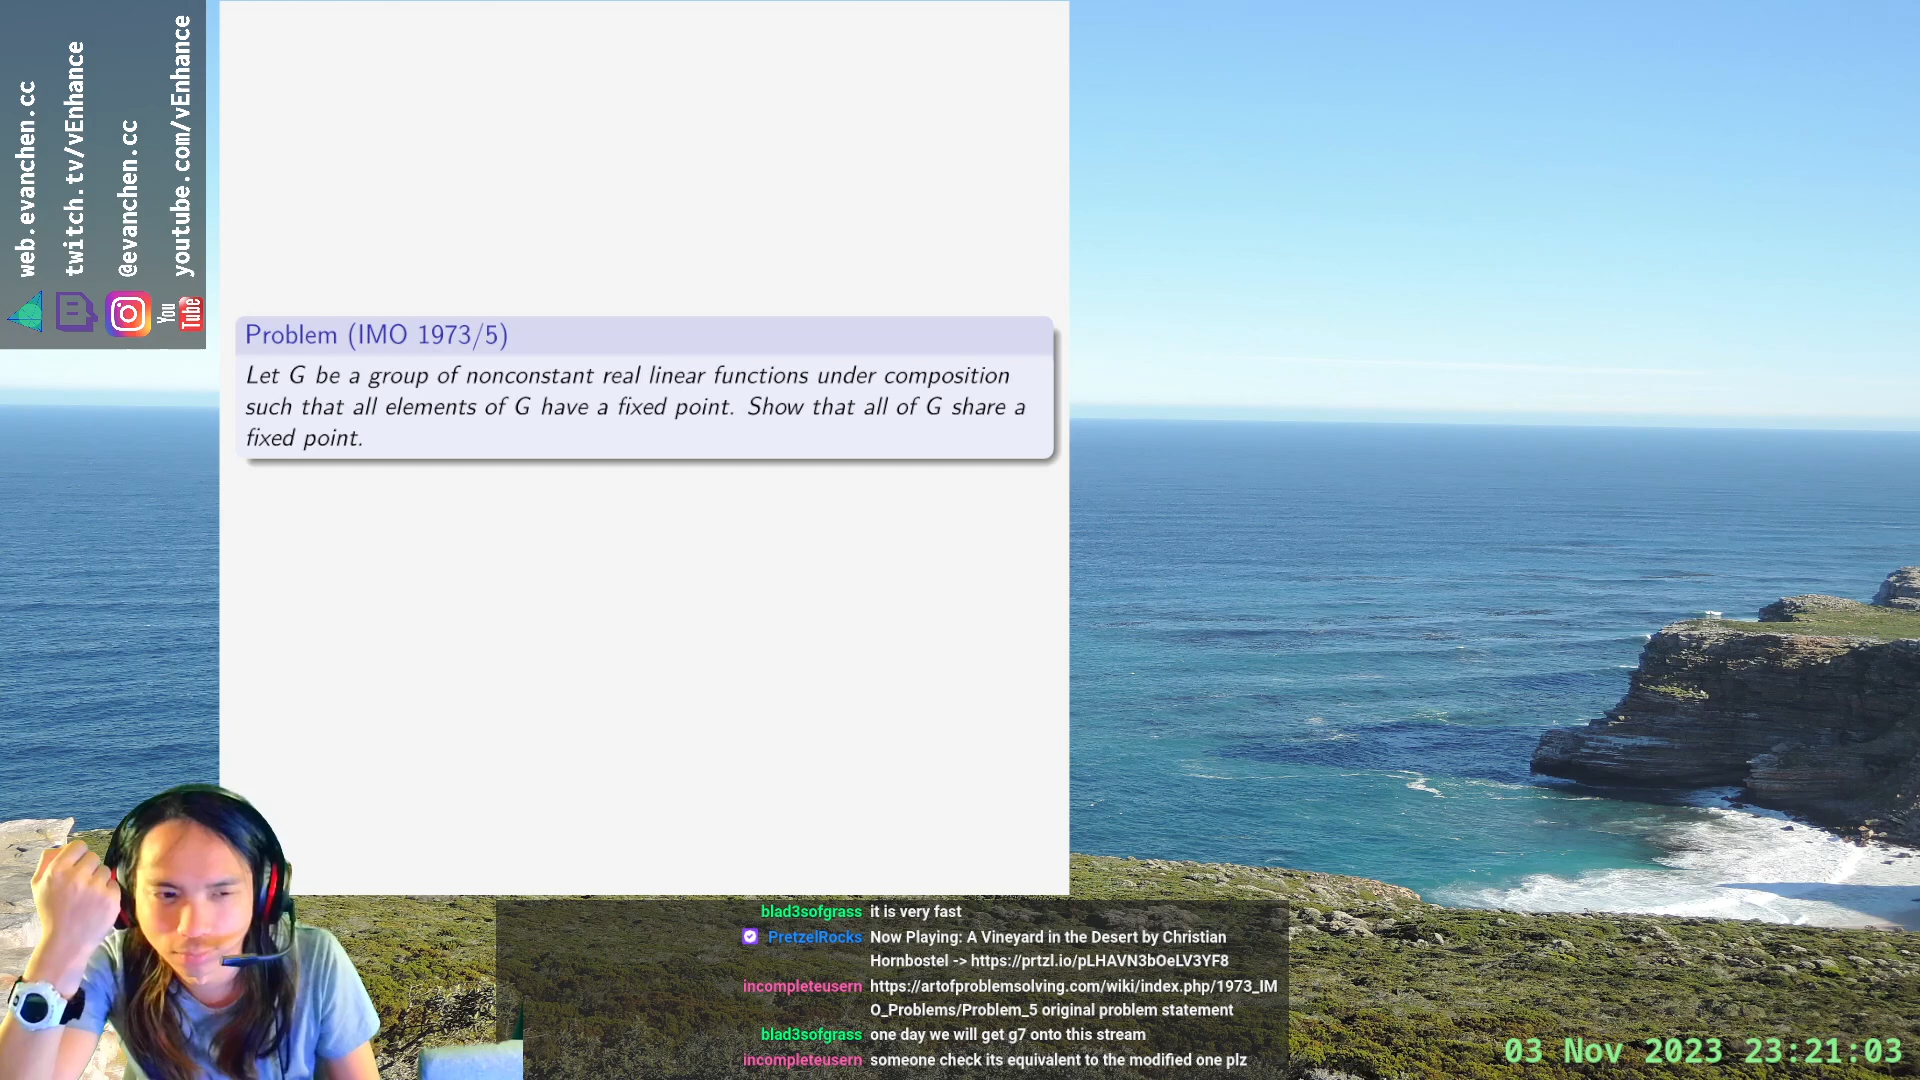 web.evanchen.cc
twitch.tv/vEnhance
@evanchen.cc
youtube.com/vEnhance
You
Tube
Problem (IMO 1973/5)
Let G be a group of nonconstant real linear functions under composition
such that all elements of G have a fixed point. Show that all of G share a
fixed point.
blad3sofgrass it is very fast
PretzelRocks Now Playing: A Vineyard in the Desert by Christian
Hornbostel -> https://prtzl.io/pLHAVN3bOeLV3YF8
incompleteusern https://artofproblemsolving.com/wiki/index.php/1973_IM
O_Problems/Problem_5 original problem statement
blad3sofgrass one day we will get g7 onto this stream
incompleteusern someone check its equivalent to the modified one plz
03 Nov 2023 23:21:03